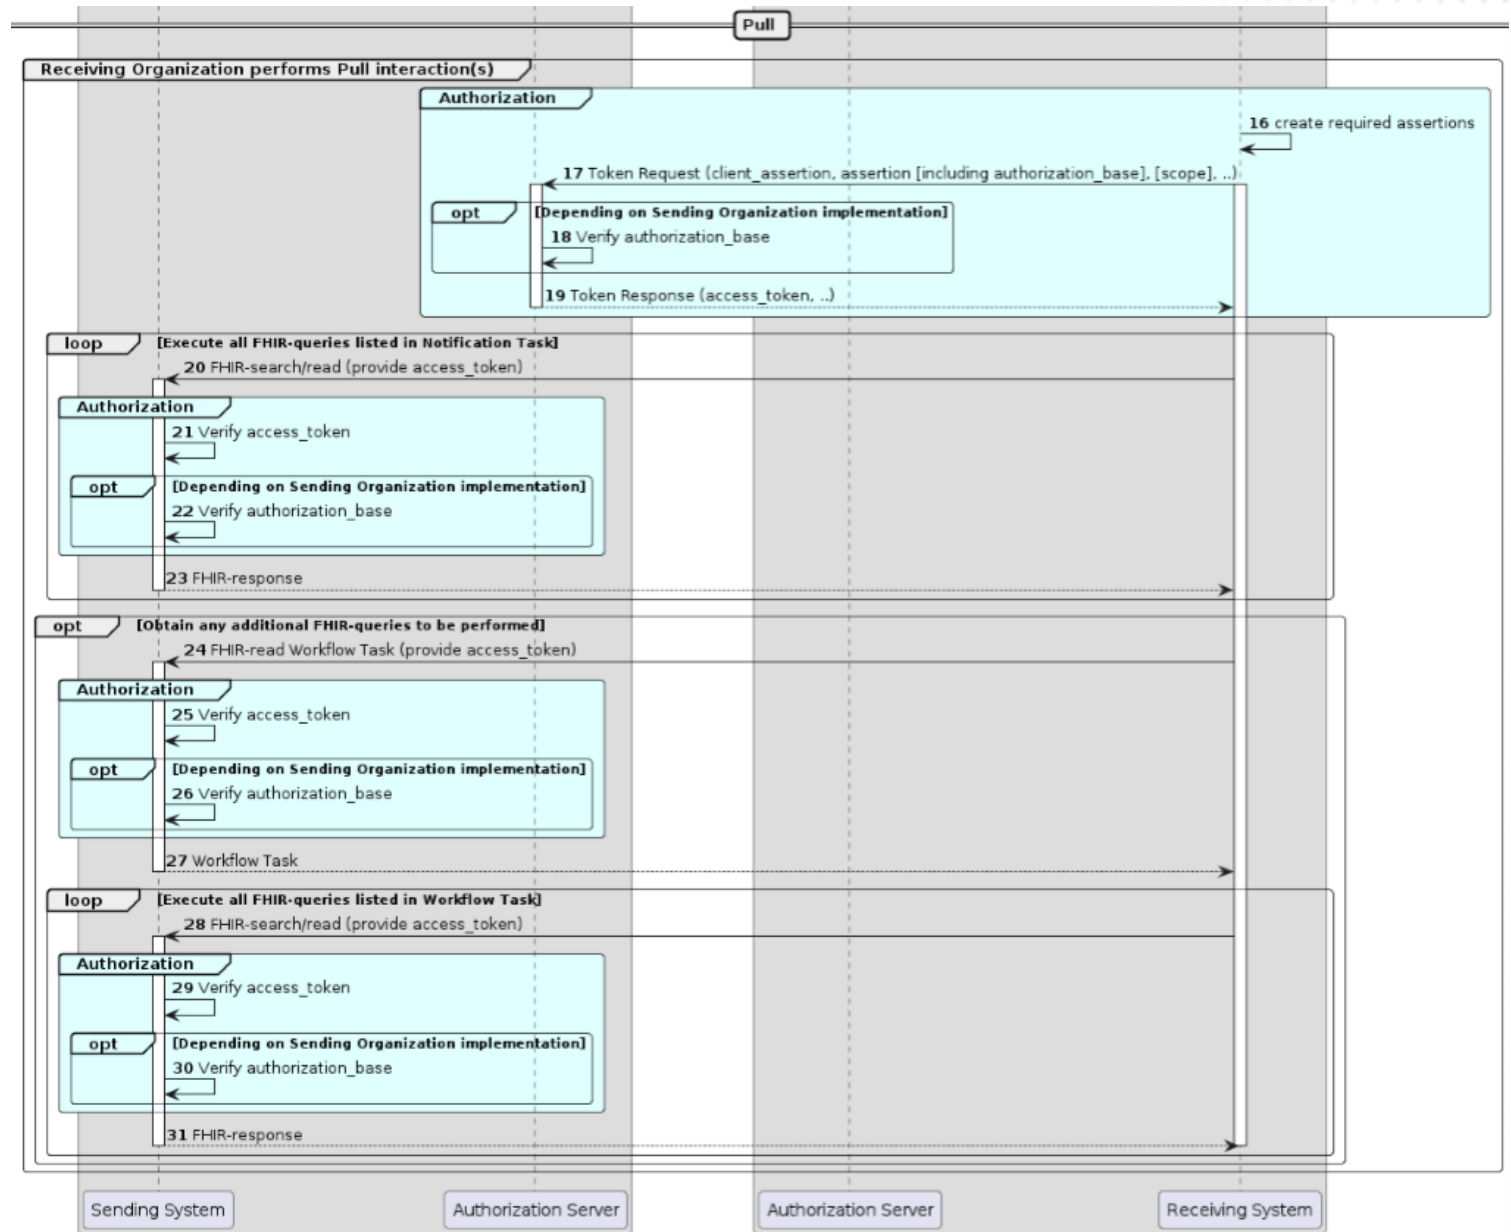 Pull
Receiving Organization performs Pull interaction(s)
Authorization
16 create required assertions
17 Token Request (client_assertion, assertion [including authorization_base], [scope], ..)
opt [Depending on Sending Organization implementation]
18 Verify authorization_base
19 Token Response (access_token, ..)
loop [Execute all FHIR-queries listed in Notification Task]
20 FHIR-search/read (provide access_token)
Authorization
21 Verify access_token
opt [Depending on Sending Organization implementation]
22 Verify authorization_base
23 FHIR-response
opt [Obtain any additional FHIR-queries to be performed]
24 FHIR-read Workflow Task (provide access_token)
Authorization
25 Verify access_token
opt [Depending on Sending Organization implementation]
26 Verify authorization_base
27 Workflow Task
loop [Execute all FHIR-queries listed in Workflow Task]
28 FHIR-search/read (provide access_token)
Authorization
29 Verify access_token
opt [Depending on Sending Organization implementation]
30 Verify authorization_base
31 FHIR-response
Sending System Authorization Server Authorization Server Receiving System